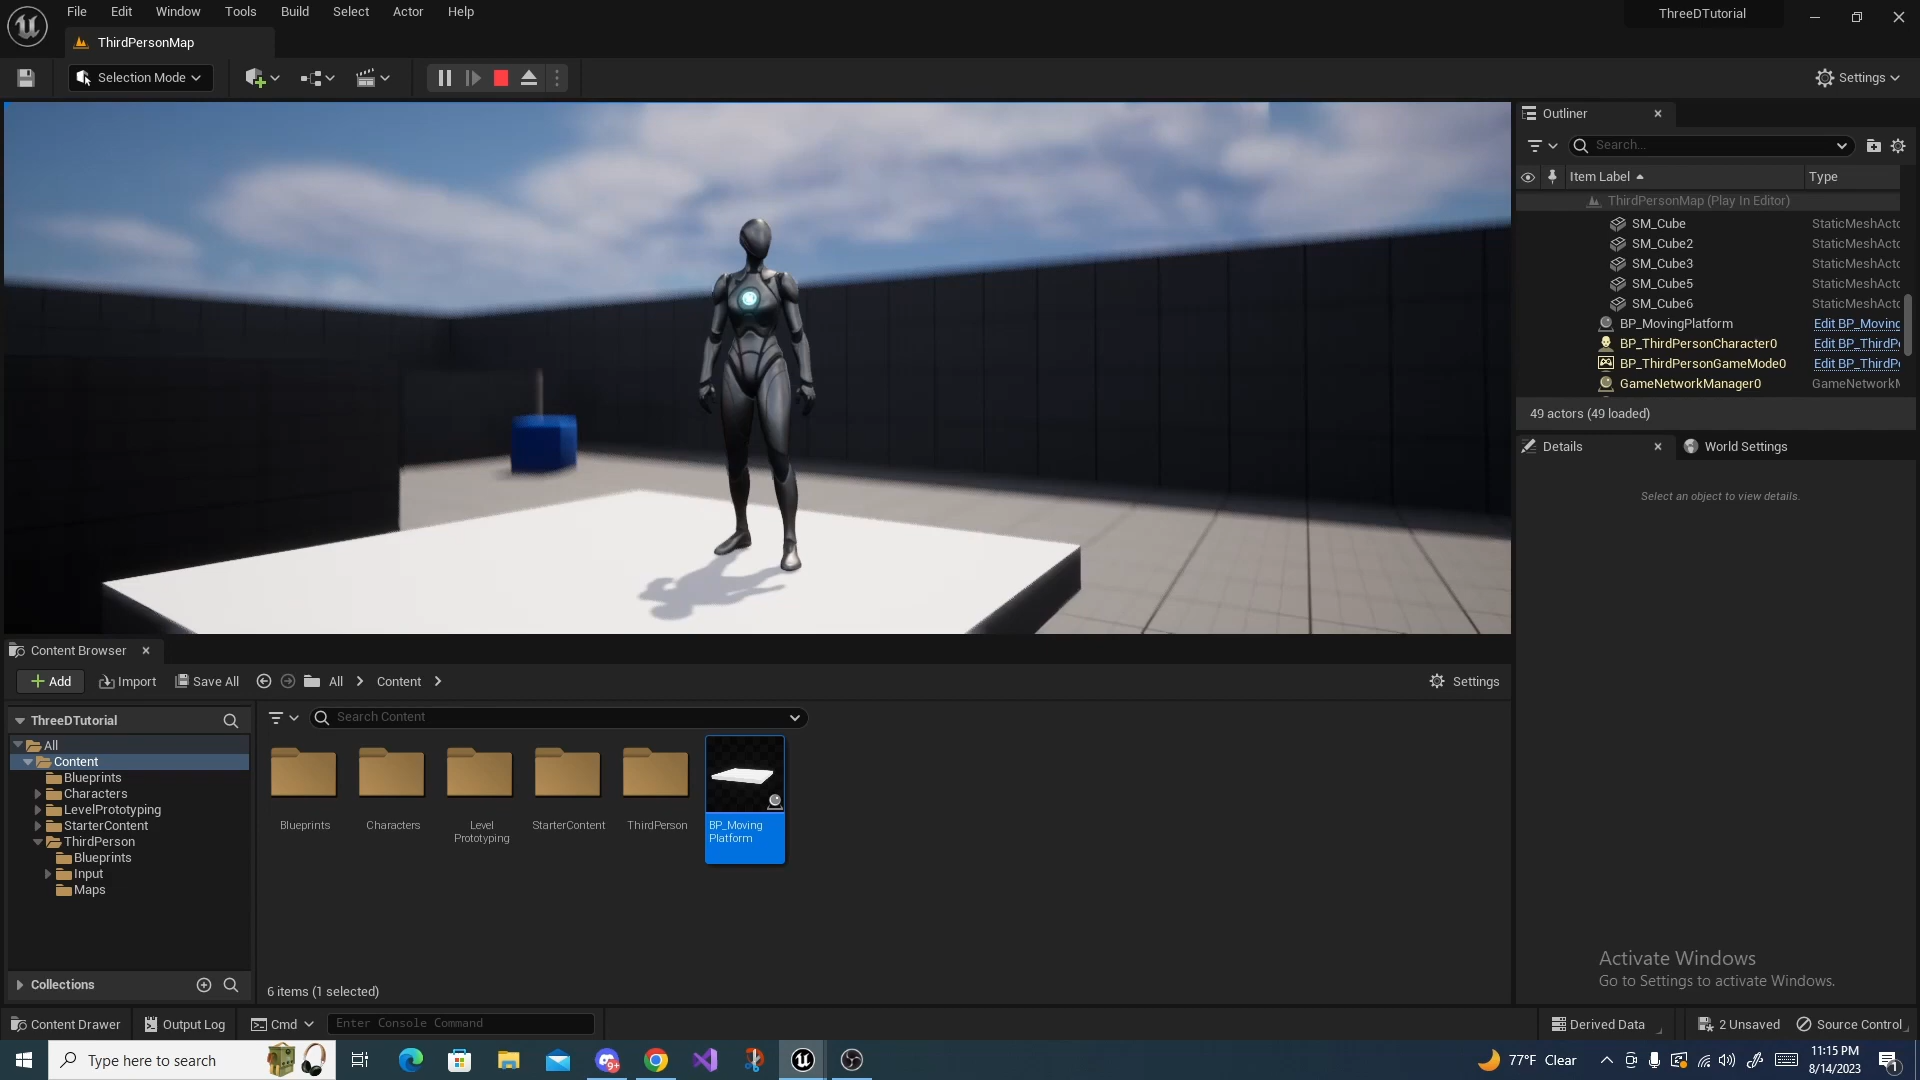 File Edit Window Tools Build Select Actor Help
ThreeDTutorial
ThirdPersonMap
Selection Mode
Settings
Outliner
Search...
Item Label Type
ThirdPersonMap (Play In Editor)
SM_Cube StaticMeshActo
SM_Cube2 StaticMeshActo
SM_Cube3 StaticMeshActo
SM_Cube5 StaticMeshActo
SM_Cube6 StaticMeshActo
BP_MovingPlatform Edit BP_Moving
BP_ThirdPersonCharacter0 Edit BP_ThirdPe
BP_ThirdPersonGameMode0 Edit BP_ThirdPe
GameNetworkManager0 GameNetworkM
49 actors (49 loaded)
Details World Settings
Select an object to view details.
Content Browser
Add Import Save All All Content Settings
ThreeDTutorial
Search Content
All
Content
Blueprints
Characters
LevelPrototyping
StarterContent
ThirdPerson
Blueprints
Input
Maps
Blueprints
Characters
Level
Prototyping
StarterContent
ThirdPerson
BP_Moving
Platform
Collections
6 items (1 selected)
Activate Windows
Go to Settings to activate Windows.
Content Drawer Output Log Cmd Enter Console Command Derived Data 2 Unsaved Source Control
Type here to search
9+
77°F Clear
11:15 PM
8/14/2023
1